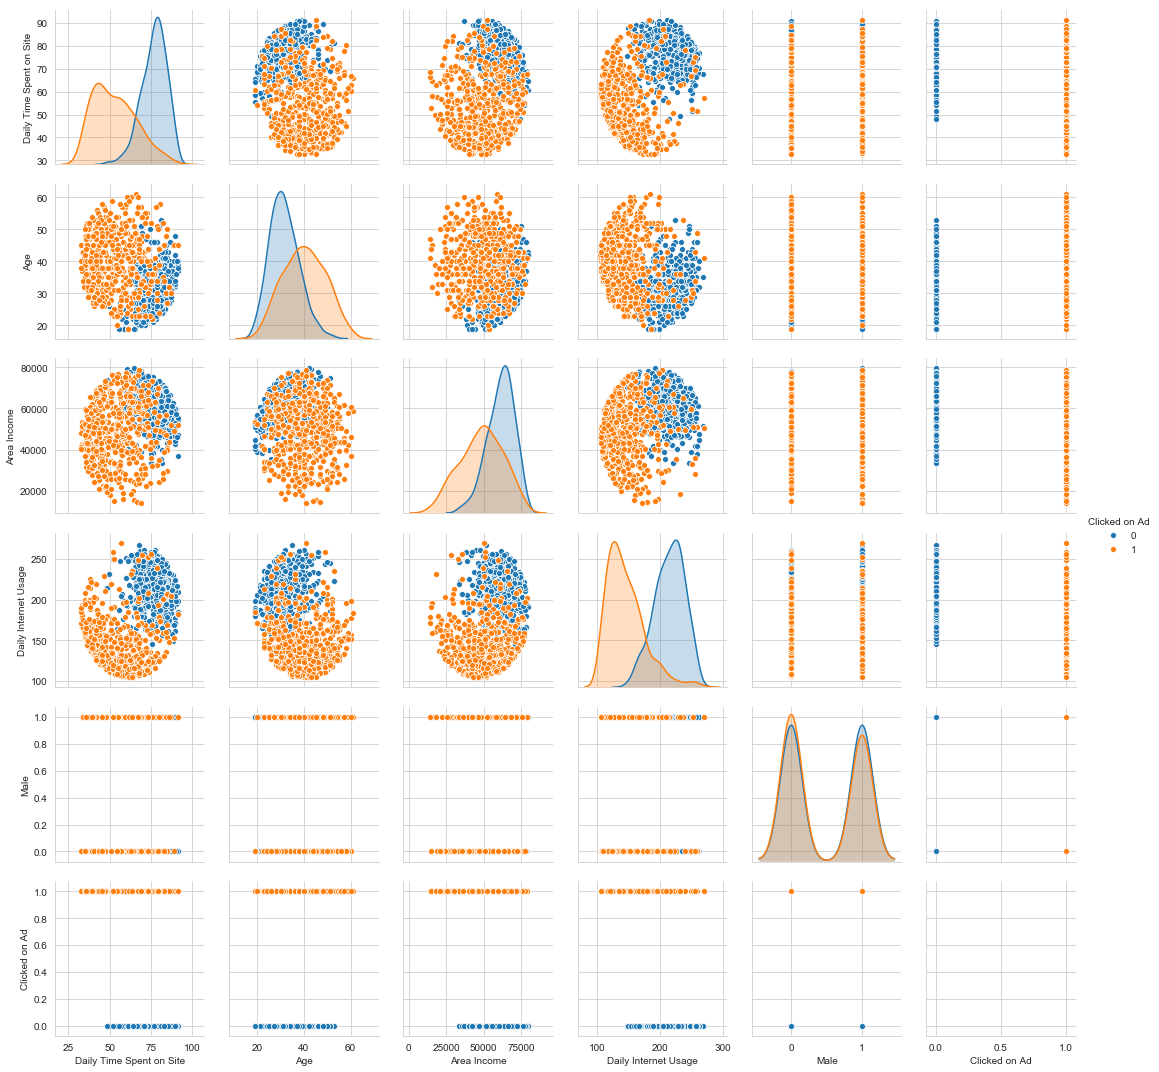 90
80
70
60
50
40
30
Daily Time Spent on Site
60
50
40
30
20
Age
80000
60000
40000
20000
Area Income
Clicked on Ad
0
1
250
200
150
100
Daily Internet Usage
1.0
0.8
0.6
0.4
0.2
0.0
Male
1.0
0.8
0.6
0.4
0.2
0.0
Clicked on Ad
25 50 75 100
Daily Time Spent on Site
20 40 60
Age
0 25000 50000 75000
Area Income
100 200 300
Daily Internet Usage
0 1
Male
0.0 0.5 1.0
Clicked on Ad